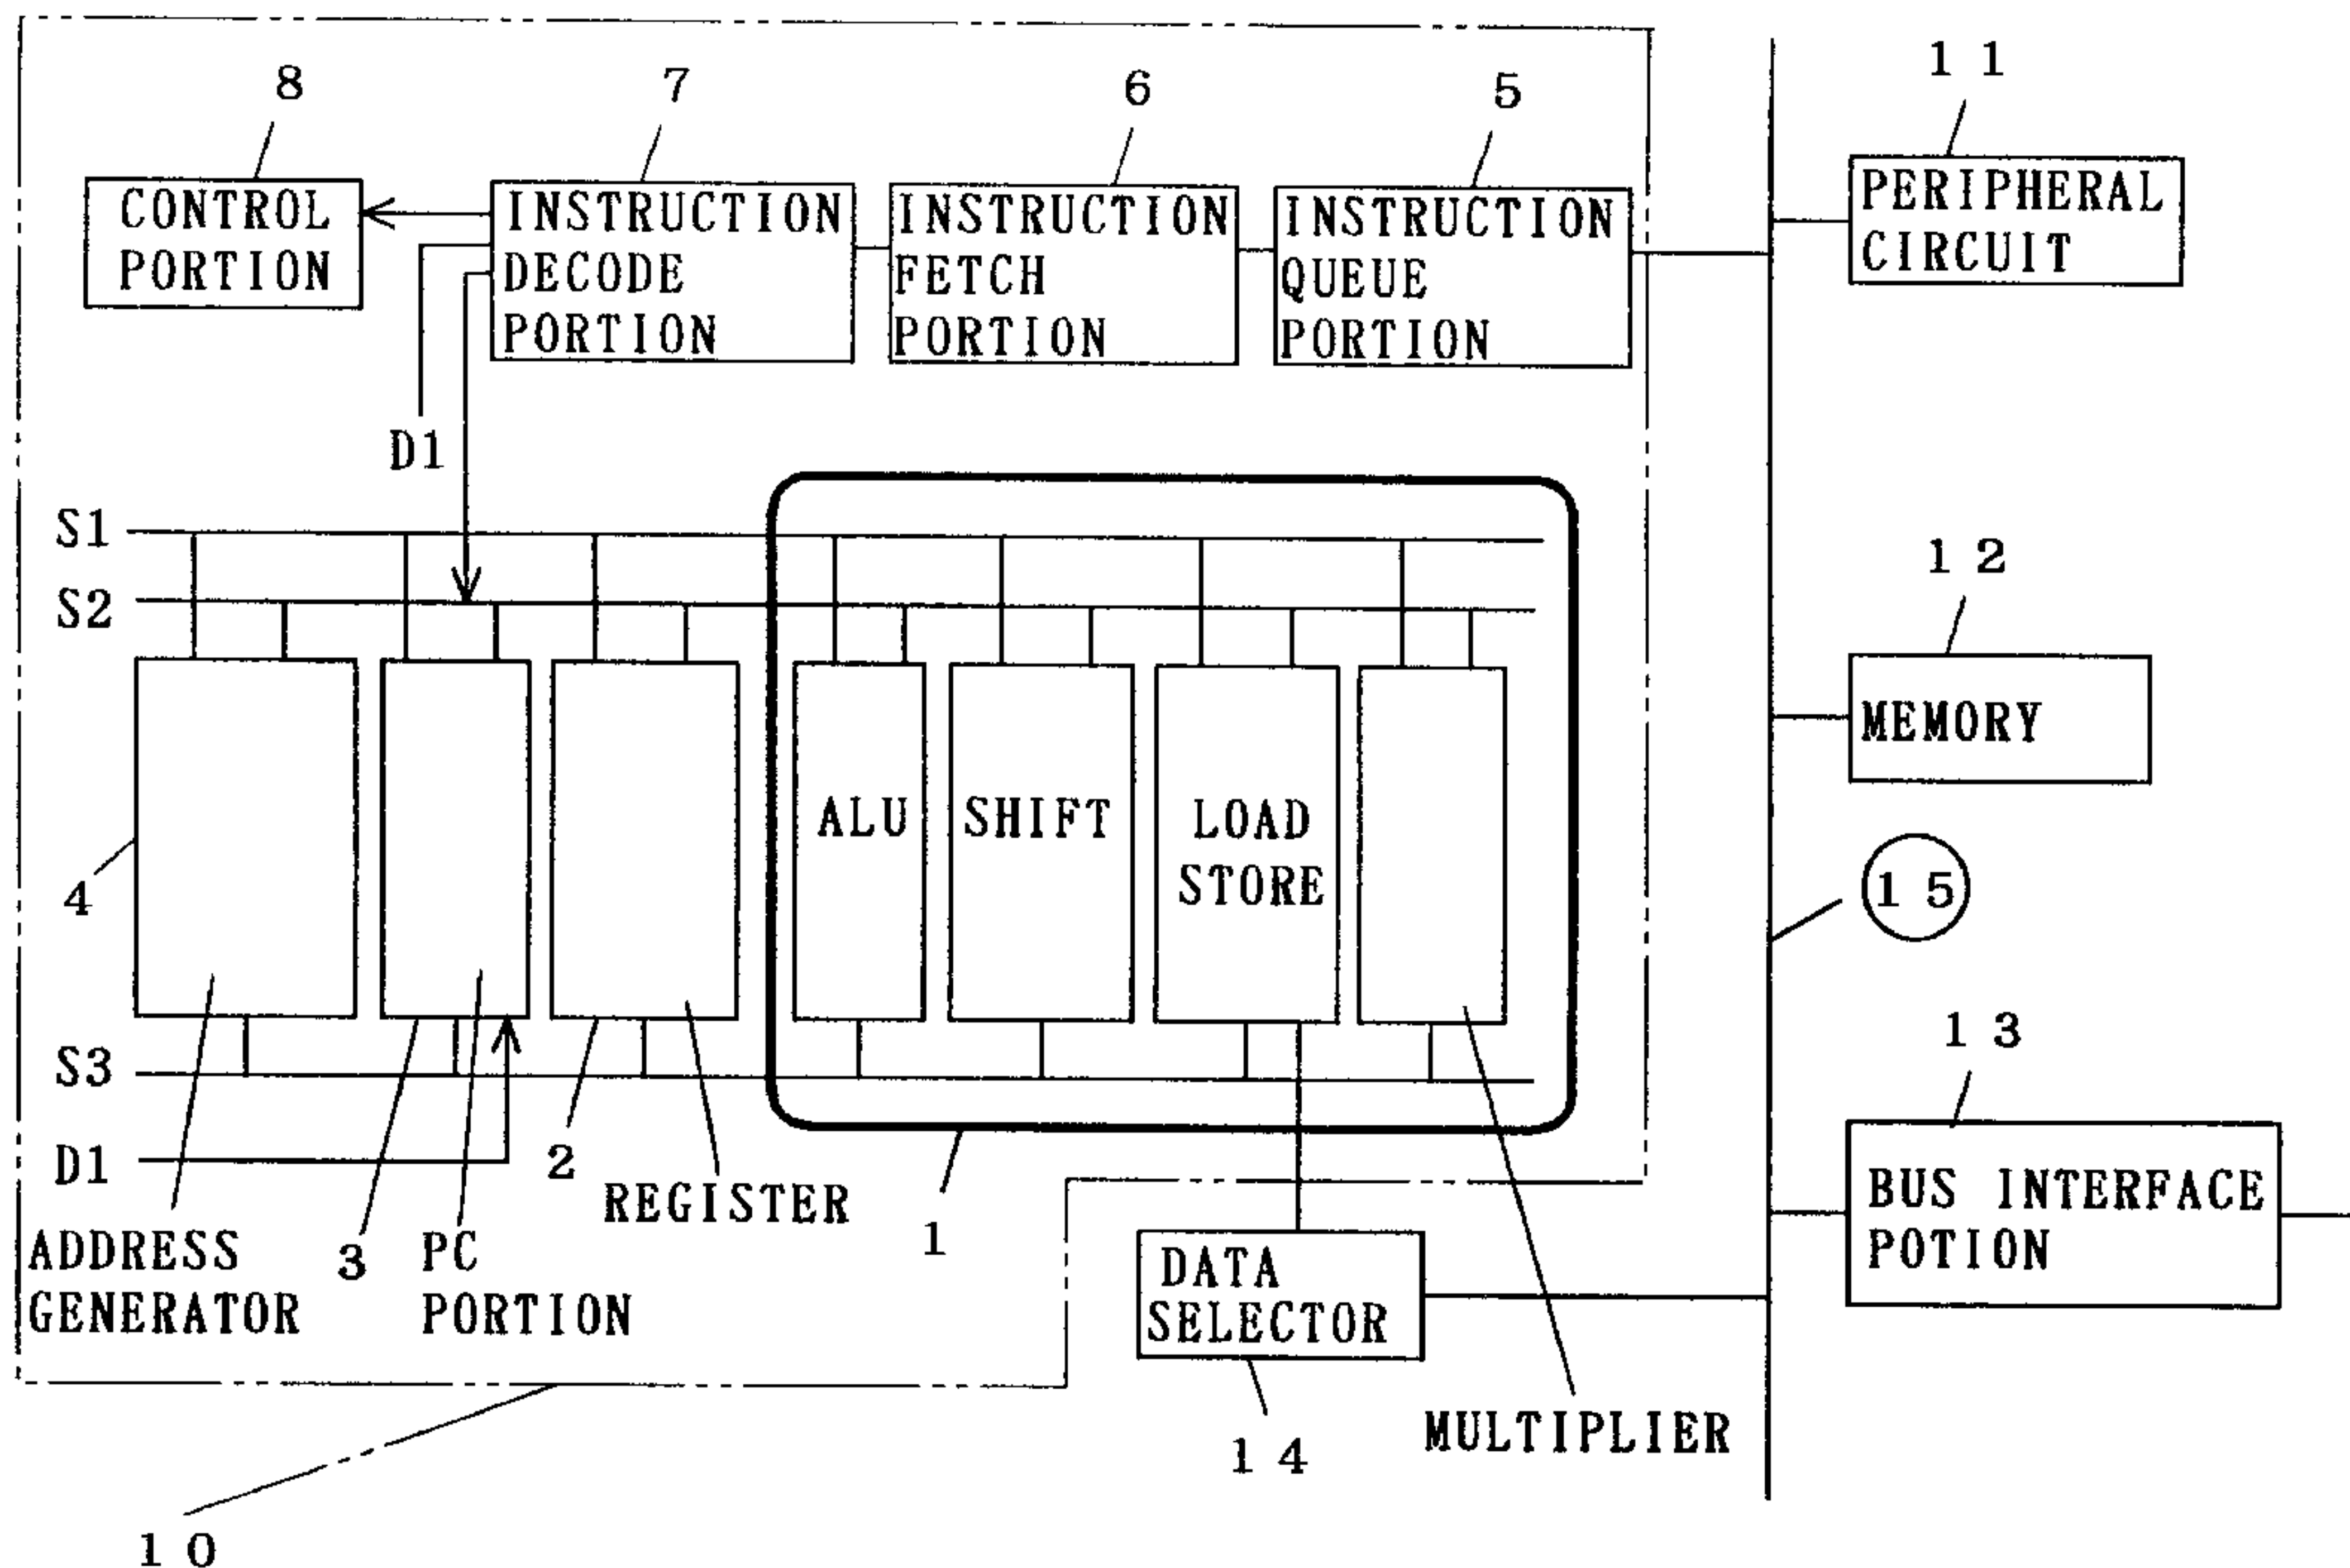 8
7
6
5
1 1
CONTROL
PORTION
INSTRUCTION
DECODE
PORTION
INSTRUCTION
FETCH
PORTION
INSTRUCTION
QUEUE
PORTION
PERIPHERAL
CIRCUIT
D1
S1
S2
1 2
MEMORY
ALU
SHIFT
LOAD
STORE
4
1 5
S3
D1
2
REGISTER
1
1 3
BUS INTERFACE
POTION
ADDRESS
GENERATOR
3
PC
PORTION
DATA
SELECTOR
1 4
MULTIPLIER
1 0